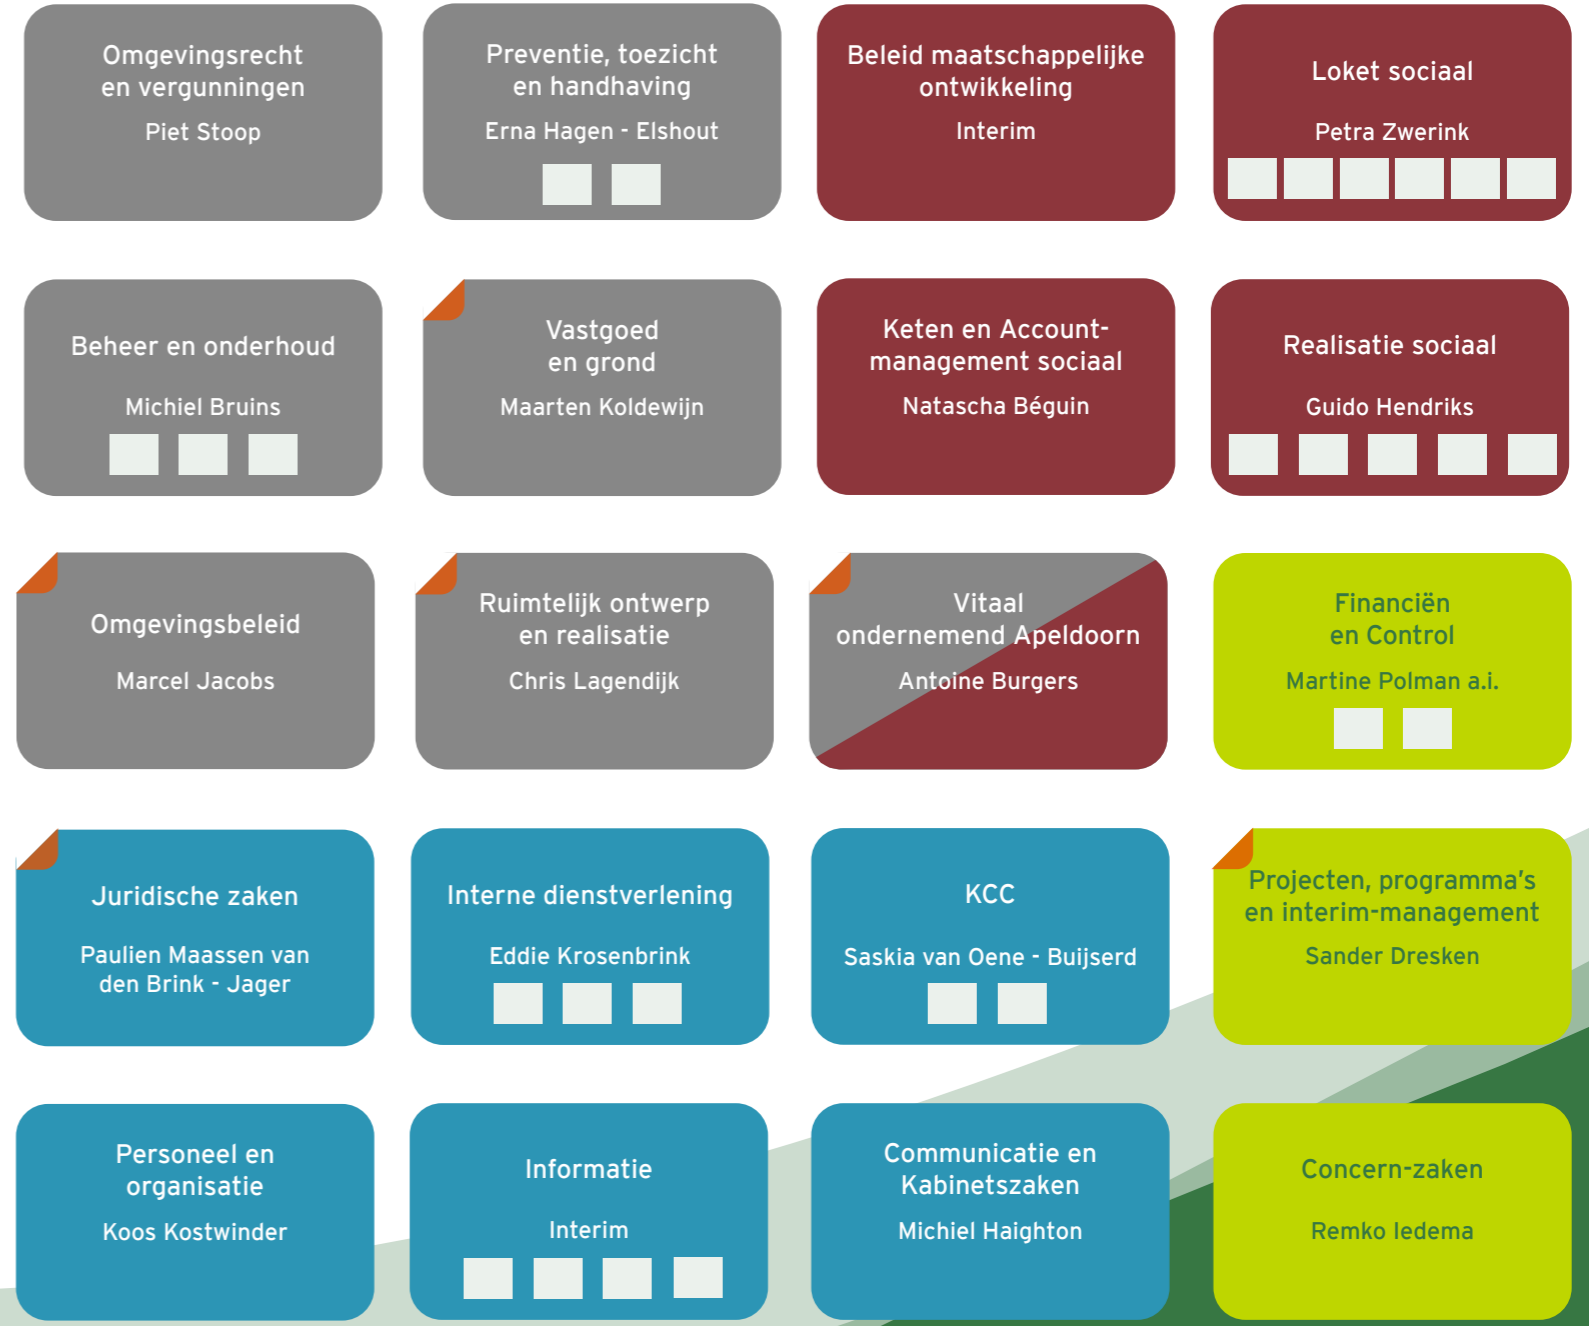 Omgevingsrecht
en vergunningen
Piet Stoop
Preventie, toezicht
en handhaving
Erna Hagen - Elshout
Beleid maatschappelijke
ontwikkeling
Interim
Loket sociaal
Petra Zwerink
Beheer en onderhoud
Michiel Bruins
Vastgoed
en grond
Maarten Koldewijn
Keten en Account-
management sociaal
Natascha Béguin
Realisatie sociaal
Guido Hendriks
Omgevingsbeleid
Marcel Jacobs
Ruimtelijk ontwerp
en realisatie
Chris Lagendijk
Vitaal
ondernemend Apeldoorn
Antoine Burgers
Financiën
en Control
Martine Polman a.i.
Juridische zaken
Paulien Maassen van
den Brink - Jager
Interne dienstverlening
Eddie Krosenbrink
KCC
Saskia van Oene - Buijserd
Projecten, programma's
en interim-management
Sander Dresken
Personeel en
organisatie
Koos Kostwinder
Informatie
Interim
Communicatie en
Kabinetszaken
Michiel Haighton
Concern-zaken
Remko Iedema